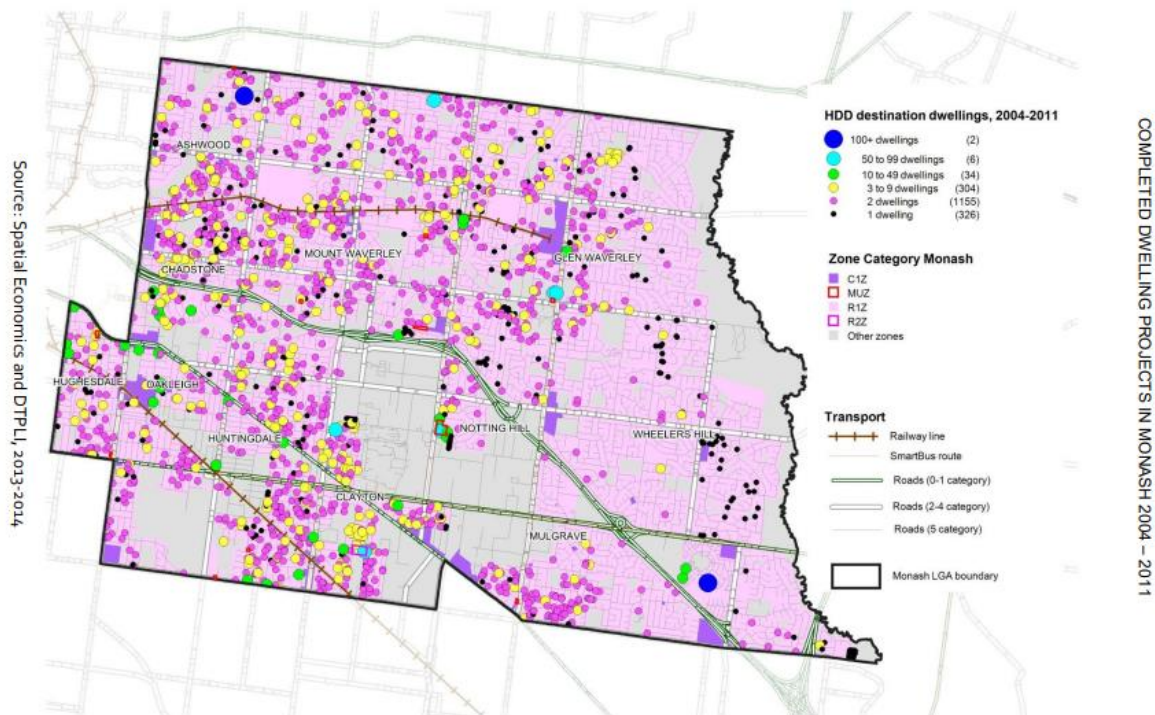 Source: Spatial Economics and DTPLI, 2013-2014
COMPLETED DWELLING PROJECTS IN MONASH 2004 – 2011
HDD destination dwellings, 2004-2011
100+ dwellings (2)
50 to 99 dwellings (6)
10 to 49 dwellings (34)
3 to 9 dwellings (304)
2 dwellings (1155)
1 dwelling (326)
Zone Category Monash
C1Z
MUZ
R1Z
R2Z
Other zones
Transport
Railway line
SmartBus route
Roads (0-1 category)
Roads (2-4 category)
Roads (5 category)
Monash LGA boundary
ASHWOOD
MOUNT WAVERLEY
GLEN WAVERLEY
CHADSTONE
HUGHESDALE
OAKLEIGH
HUNTINGDALE
NOTTING HILL
WHEELERS HILL
CLAYTON
MULGRAVE